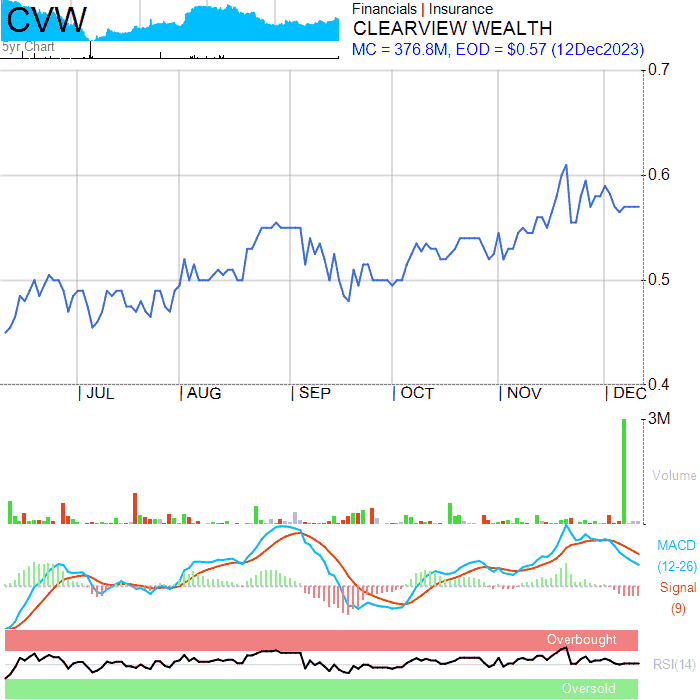 CVW
5yr Chart
Financials | Insurance
CLEARVIEW WEALTH
MC = 376.8M, EOD = $0.57 (12Dec2023)
0.7
0.6
0.5
0.4
| JUL | AUG | SEP | OCT | NOV | DEC
3M
Volume
MACD
(12-26)
Signal
(9)
Overbought
RSI(14)
Oversold